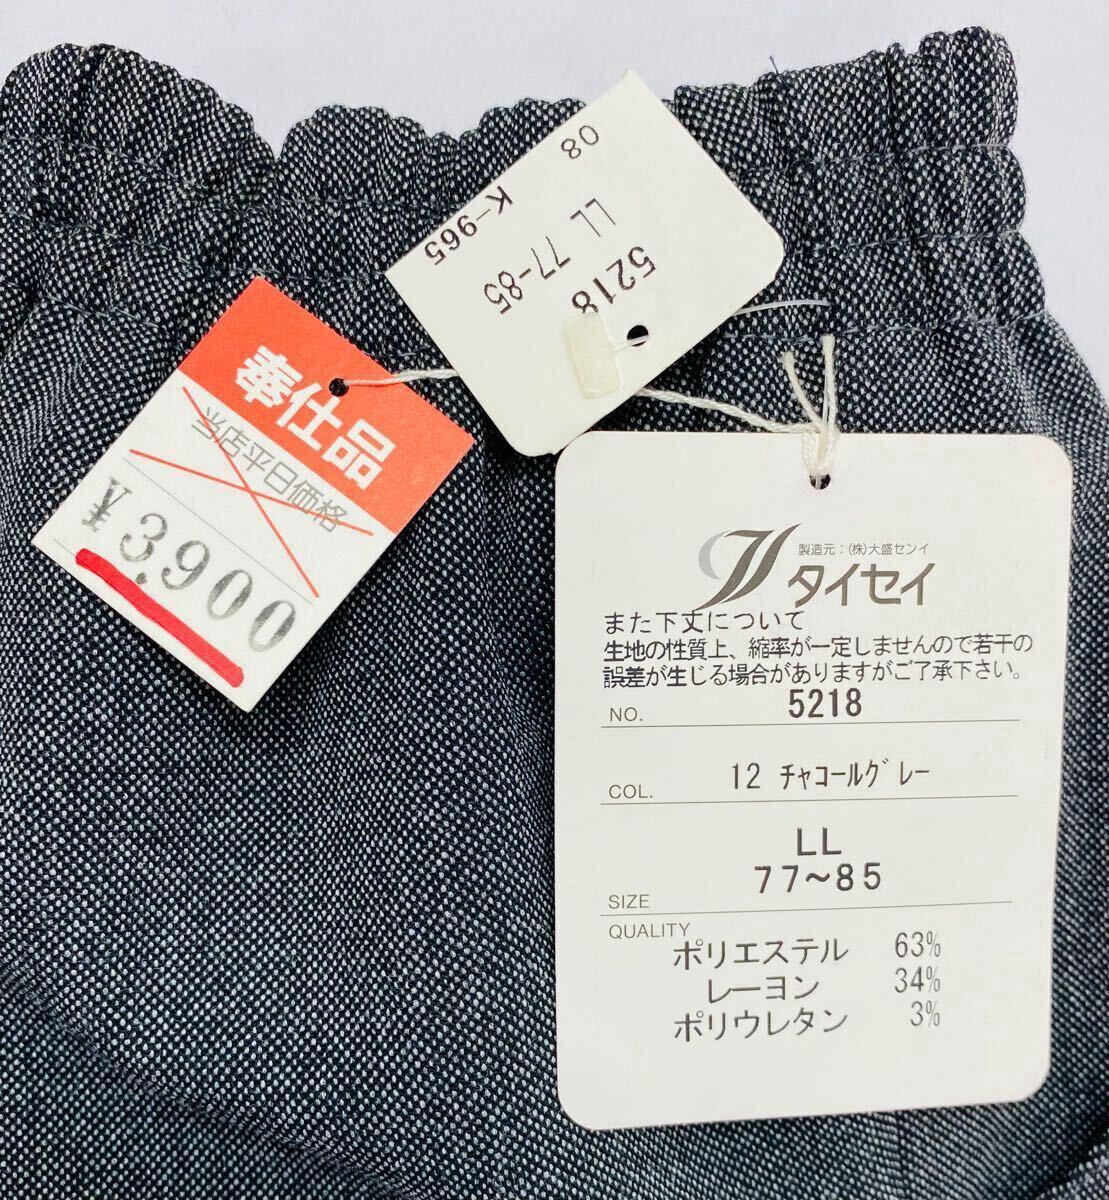 08
K-965
LL 77-85
5218
奉仕品
当店平日価格
¥3,900
製造元：(株)大盛センイ
タイセイ
また下丈について
生地の性質上、縮率が一定しませんので若干の
誤差が生じる場合がありますがご了承下さい。
NO. 5218
COL. 12 ﾁｬｺｰﾙｸﾞﾚｰ
LL
SIZE 77~85
QUALITY
ポリエステル 63%
レーヨン 34%
ポリウレタン 3%